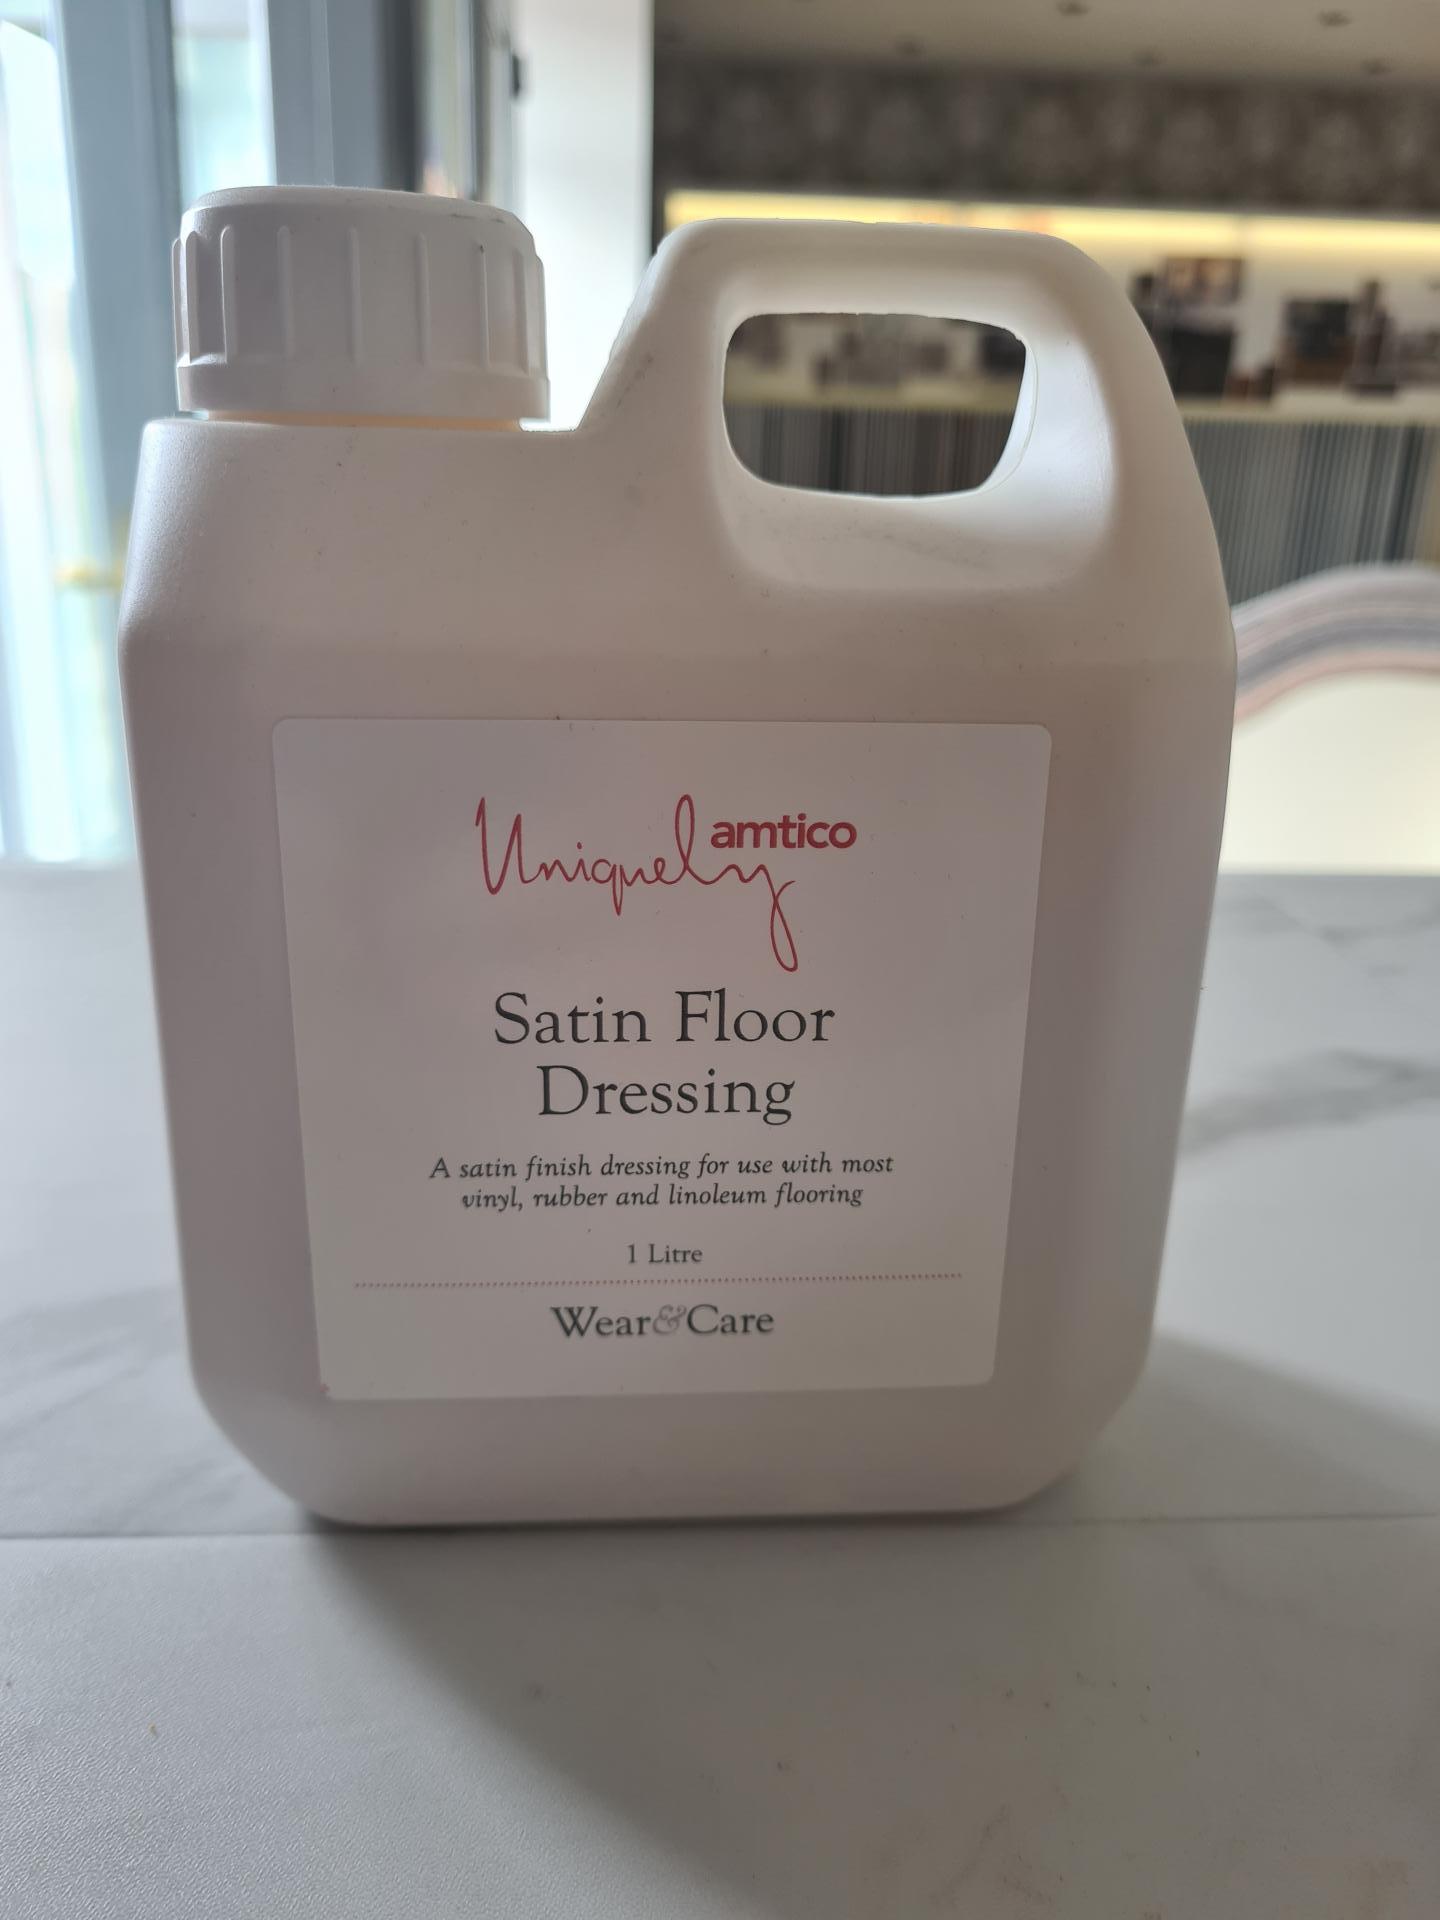 Uniquely amtico
Satin Floor
Dressing
A satin finish dressing for use with most
vinyl, rubber and linoleum flooring
1 Litre
Wear&Care